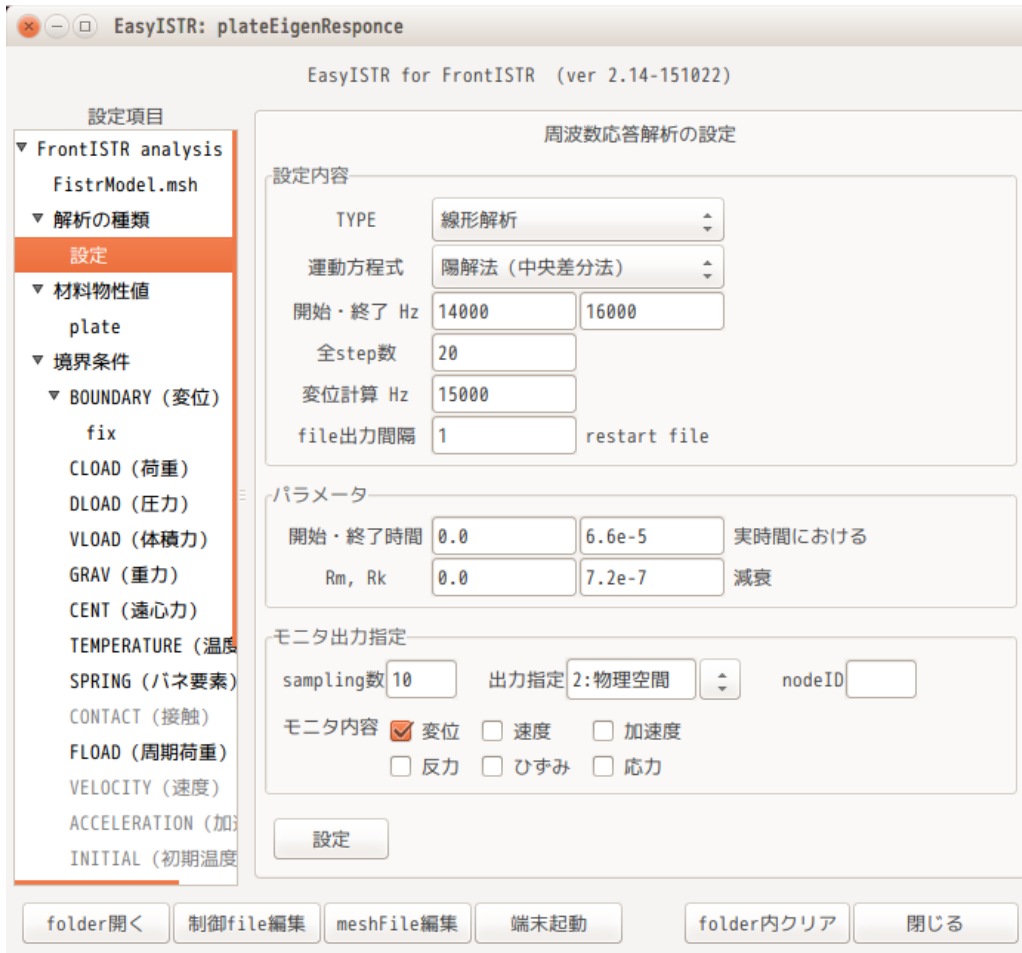 EasyISTR: plateEigenResponce
EasyISTR for FrontISTR (ver 2.14-151022)
設定項目
FrontISTR analysis
FistrModel.msh
解析の種類
設定
材料物性値
plate
境界条件
BOUNDARY (変位)
fix
CLOAD (荷重)
DLOAD (圧力)
VLOAD (体積力)
GRAV (重力)
CENT (遠心力)
TEMPERATURE (温度
SPRING (バネ要素)
CONTACT (接触)
FLOAD (周期荷重)
VELOCITY (速度)
ACCELERATION (加速
INITIAL (初期温度
周波数応答解析の設定
設定内容
TYPE 線形解析
運動方程式 陽解法 (中央差分法)
開始・終了 Hz 14000 16000
全step数 20
変位計算 Hz 15000
file出力間隔 1 restart file
パラメータ
開始・終了時間 0.0 6.6e-5 実時間における
Rm, Rk 0.0 7.2e-7 減衰
モニタ出力指定
sampling数 10 出力指定 2:物理空間 nodeID
モニタ内容 変位 速度 加速度
反力 ひずみ 応力
設定
folder開く 制御file編集 meshFile編集 端末起動 folder内クリア 閉じる